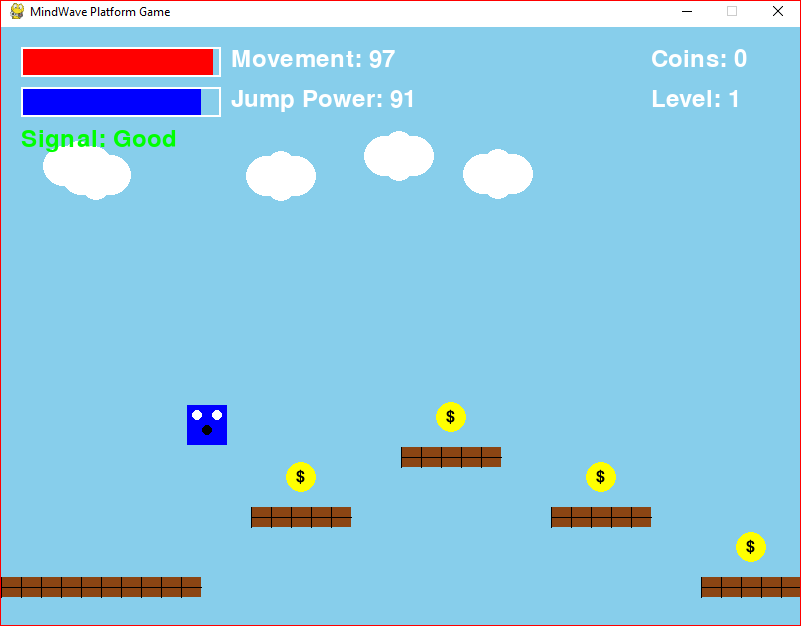 MindWave Platform Game
Movement: 97
Coins: 0
Jump Power: 91
Level: 1
Signal: Good
$
$
$
$